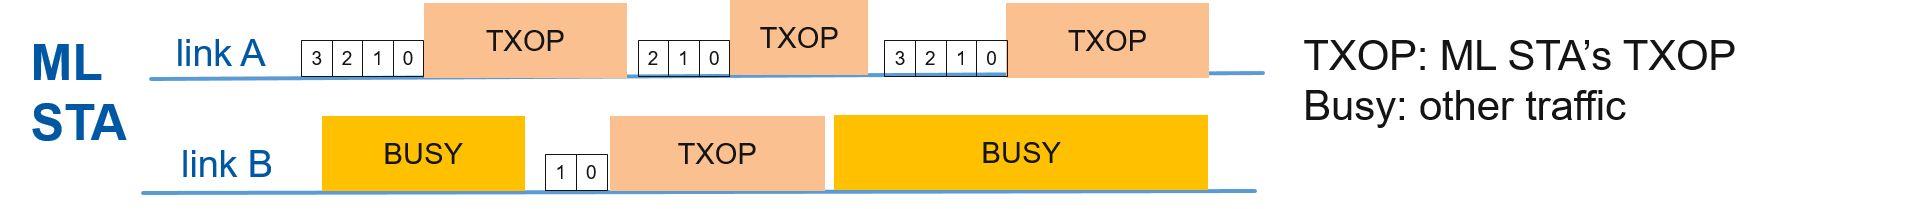 ML
STA
link A
3 2 1 0
TXOP
2 1 0
TXOP
3 2 1 0
TXOP
link B
BUSY
1 0
TXOP
BUSY
TXOP: ML STA’s TXOP
Busy: other traffic